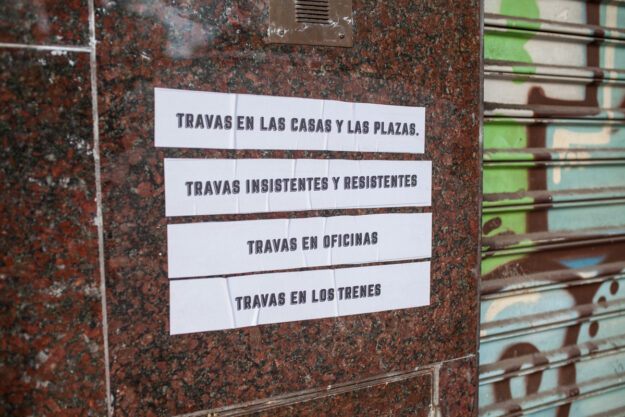 TRAVAS EN LAS CASAS Y LAS PLAZAS.
TRAVAS INSISTENTES Y RESISTENTES
TRAVAS EN OFICINAS
TRAVAS EN LOS TRENES